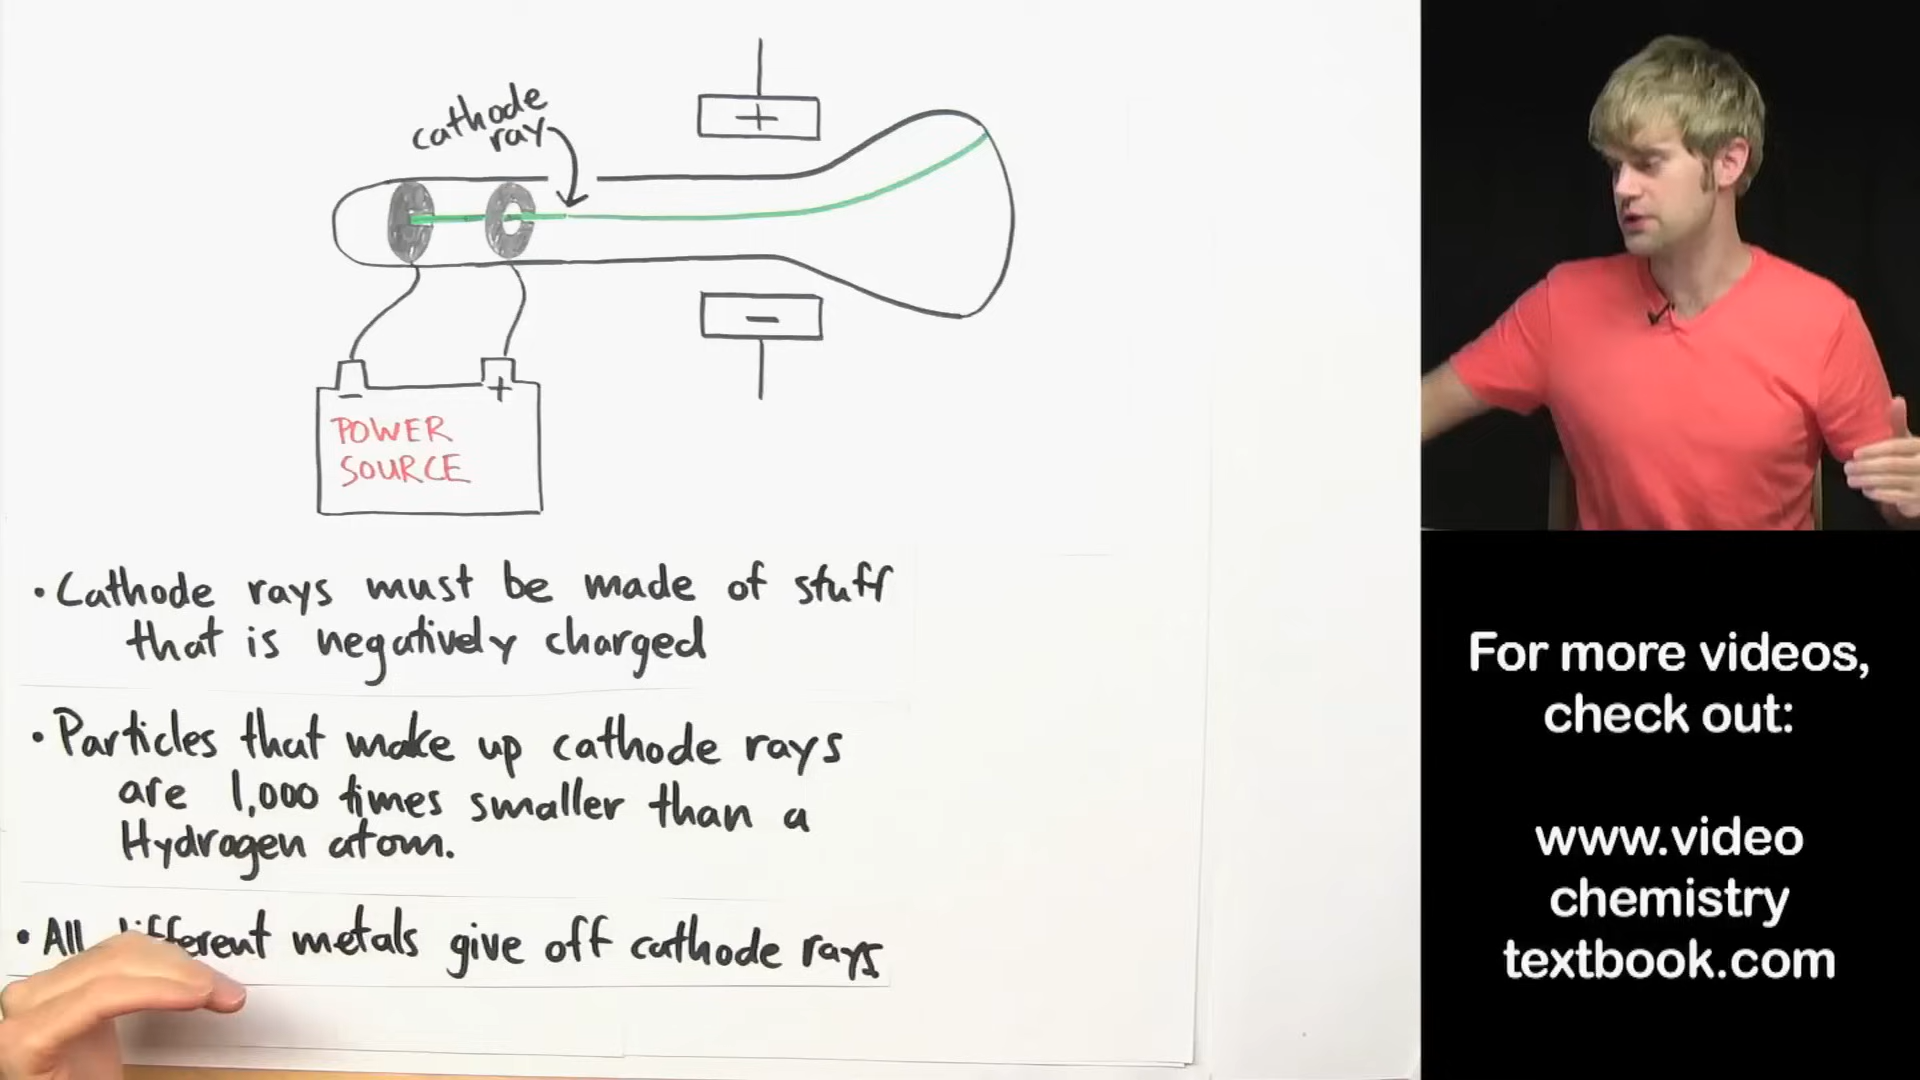 cathode
ray
+
-
- +
POWER
SOURCE
• Cathode rays must be made of stuff
that is negatively charged
• Particles that make up cathode rays
are 1,000 times smaller than a
Hydrogen atom.
• All different metals give off cathode rays
For more videos,
check out:
www.video
chemistry
textbook.com